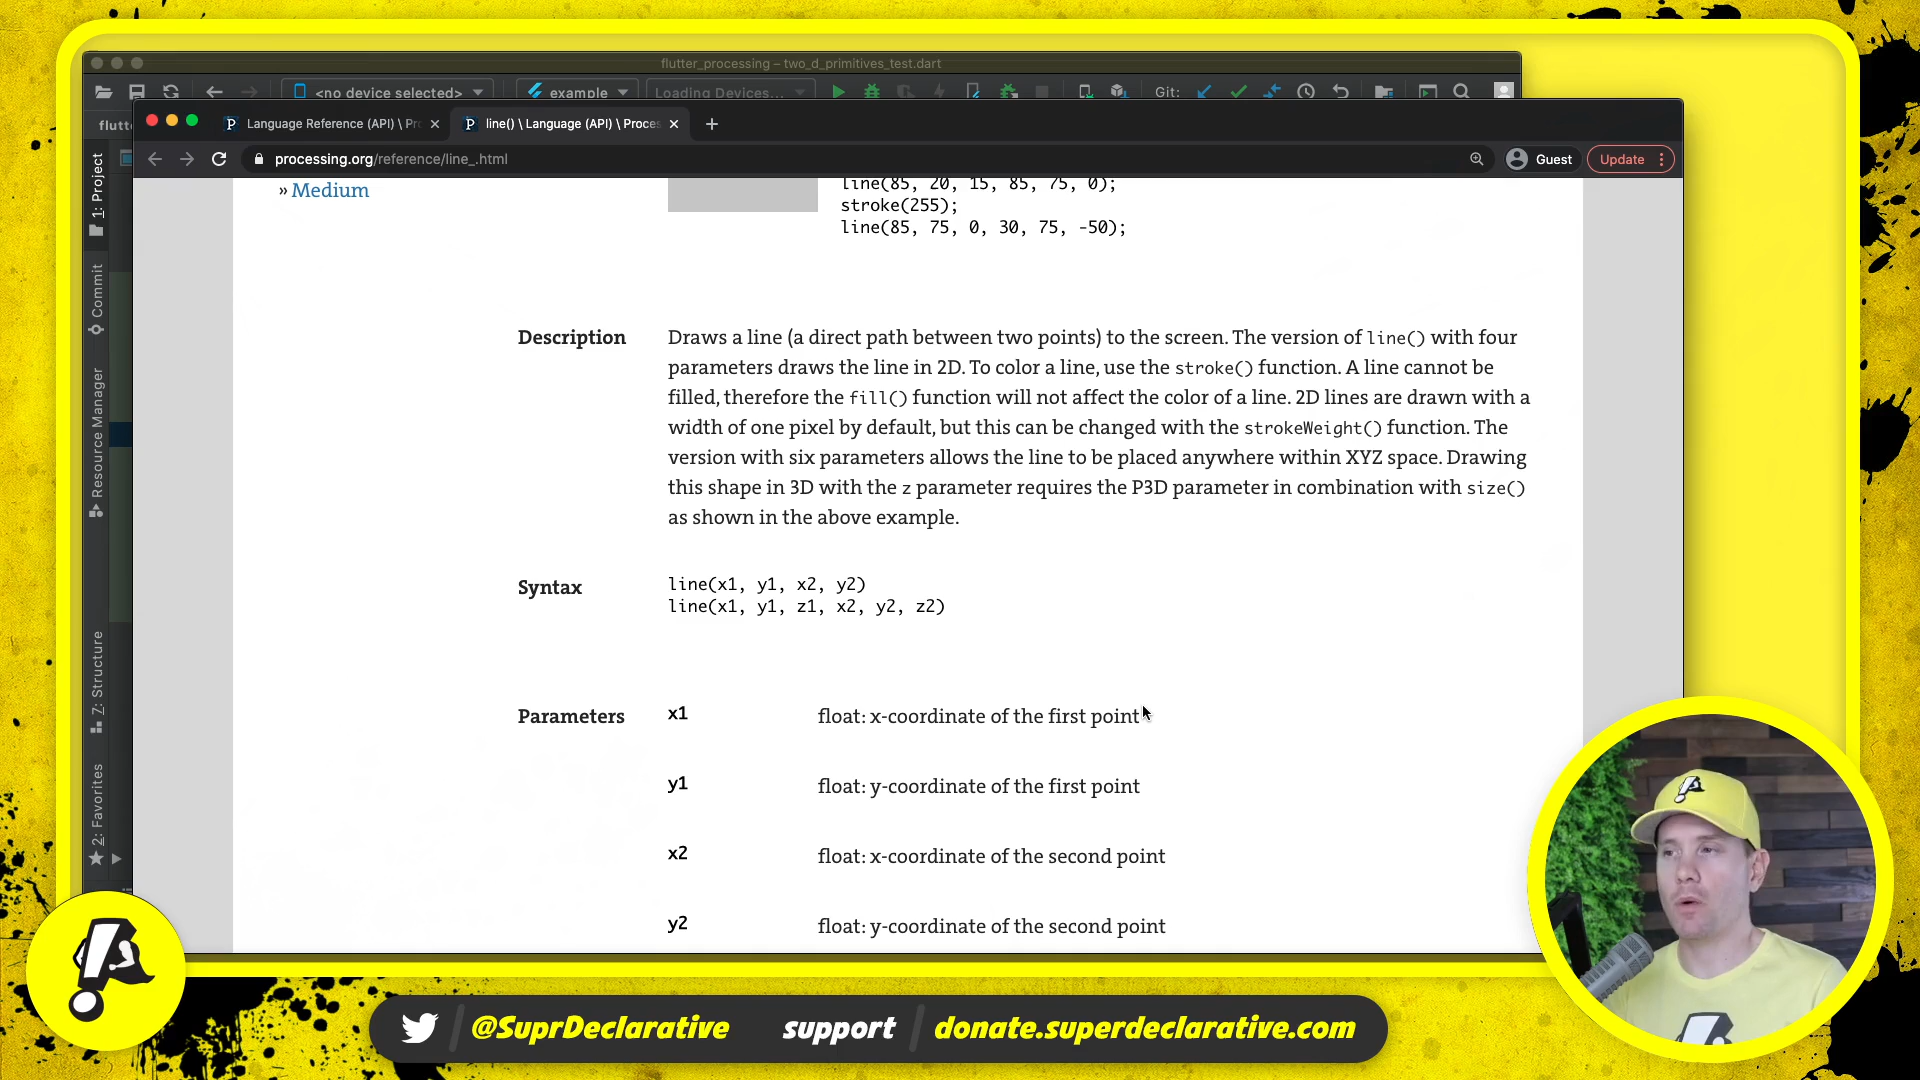 flutter_processing – two_d_primitives_test.dart
<no device selected>
example
Loading Devices...
Git:
flutt
Language Reference (API) \ Pro
line() \ Language (API) \ Proces
processing.org/reference/line_.html
Guest
Update
1: Project
Commit
Resource Manager
7: Structure
2: Favorites
» Medium
line(85, 20, 15, 85, 75, 0);
stroke(255);
line(85, 75, 0, 30, 75, -50);
Description
Draws a line (a direct path between two points) to the screen. The version of line() with four
parameters draws the line in 2D. To color a line, use the stroke() function. A line cannot be
filled, therefore the fill() function will not affect the color of a line. 2D lines are drawn with a
width of one pixel by default, but this can be changed with the strokeWeight() function. The
version with six parameters allows the line to be placed anywhere within XYZ space. Drawing
this shape in 3D with the z parameter requires the P3D parameter in combination with size()
as shown in the above example.
Syntax
line(x1, y1, x2, y2)
line(x1, y1, z1, x2, y2, z2)
Parameters
x1 float: x-coordinate of the first point
y1 float: y-coordinate of the first point
x2 float: x-coordinate of the second point
y2 float: y-coordinate of the second point
@SuprDeclarative support donate.superdeclarative.com